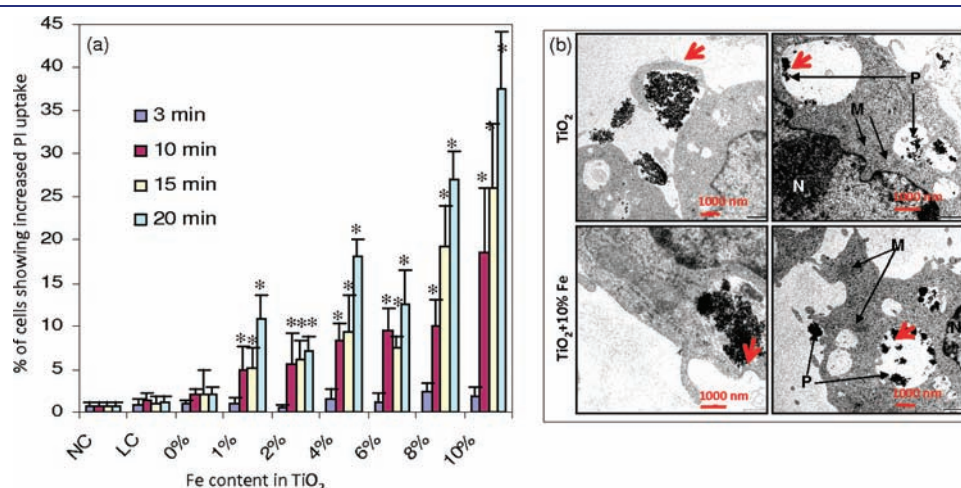 (a)
45
40
35
30
25
20
15
10
5
0
% of cells showing increased PI uptake
3 min
10 min
15 min
20 min
* * * * * * * * * * * * * * * * * *
NC LC 0% 1% 2% 4% 6% 8% 10%
Fe content in TiO₂
(b)
TiO₂
1000 nm
P
M
N
1000 nm
TiO₂+10% Fe
1000 nm
M
N
P
1000 nm